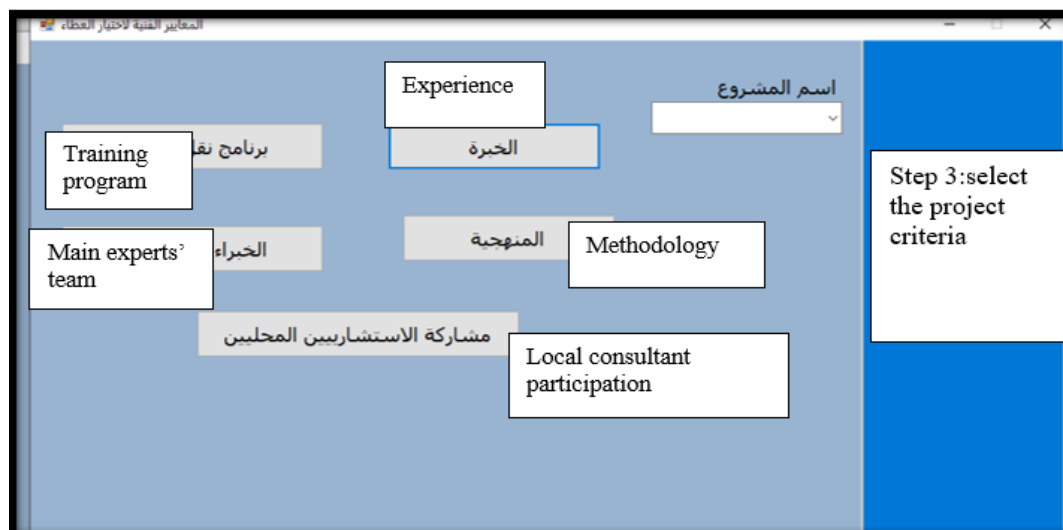 المعايير الفنية لاختيار العطاء
Experience
اسم المشروع
برنامج نقل
الخبرة
Training
program
Step 3:select
the project
criteria
المنهجية
الخبراء
Main experts’
team
Methodology
مشاركة الاستشاريين المحليين
Local consultant
participation